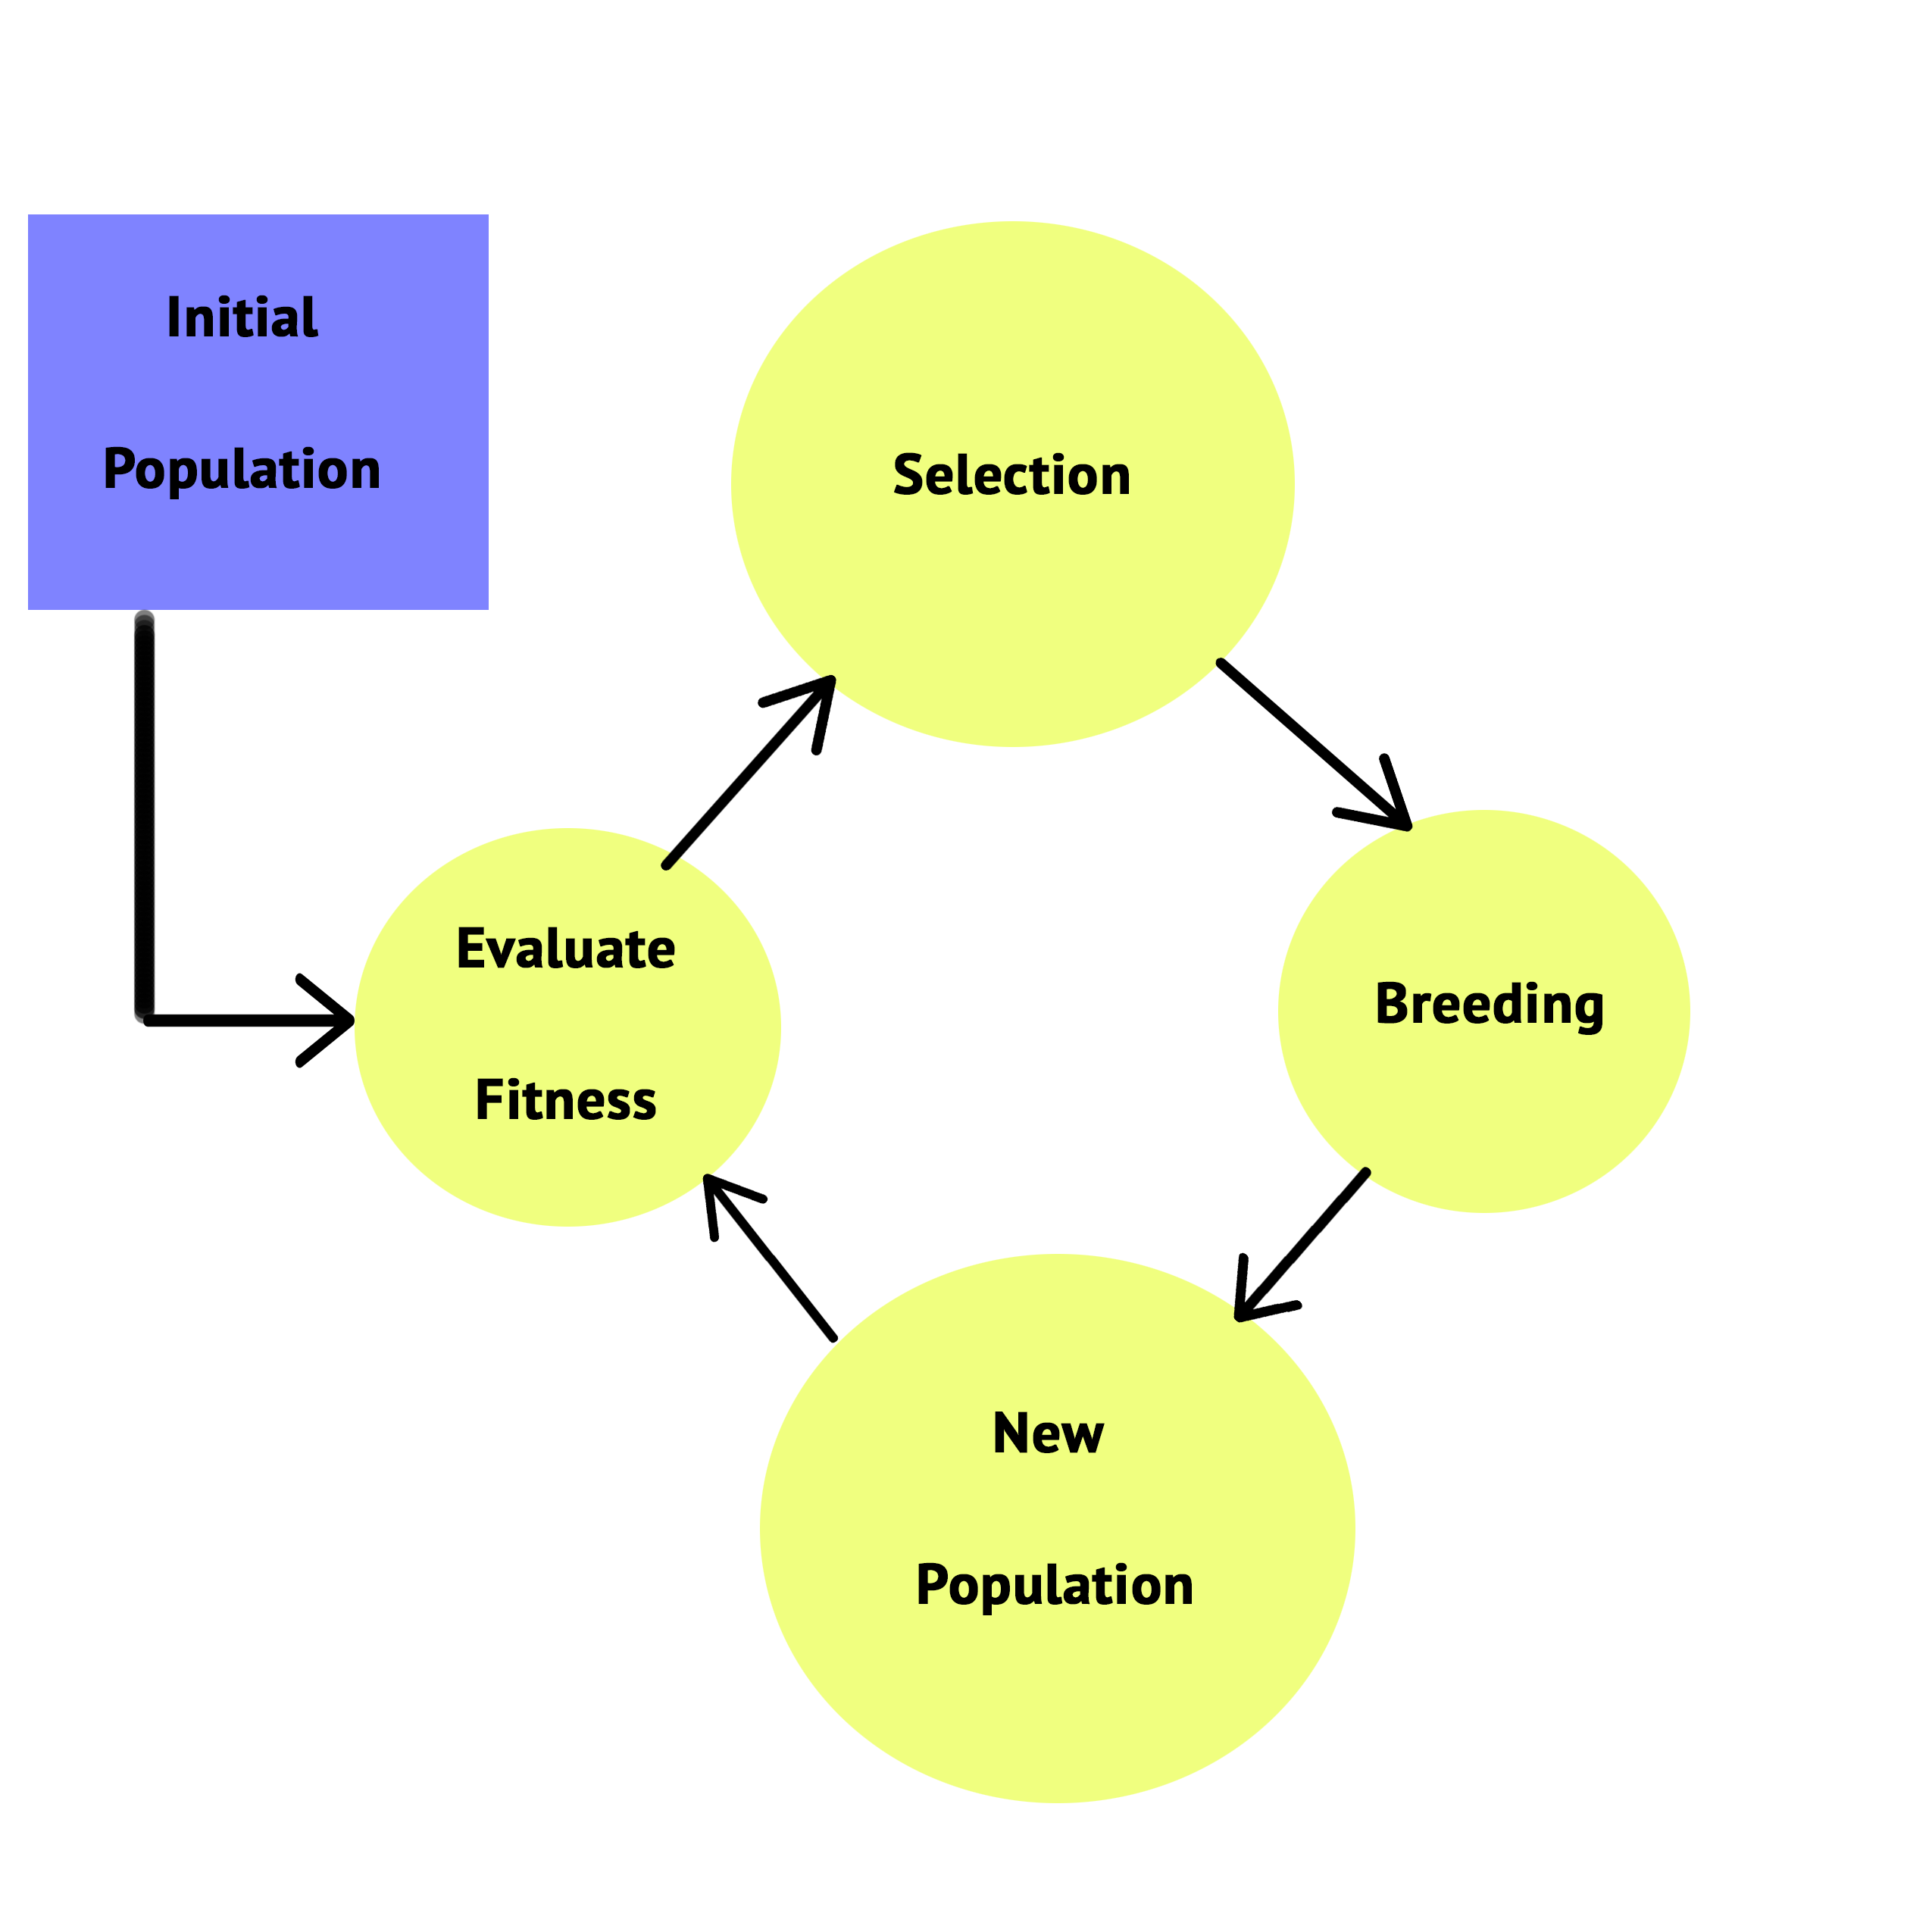 Initial
Population
Selection
Evaluate
Fitness
Breeding
New
Population